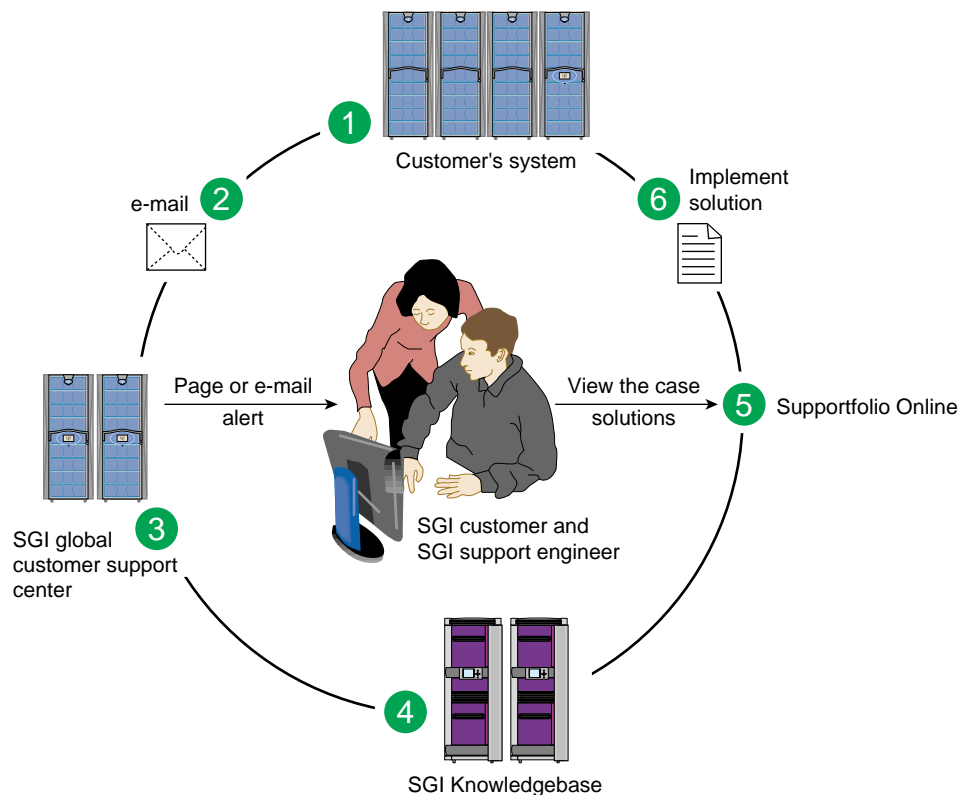 1
Customer's system
2
e-mail
6
Implement
solution
Page or e-mail
alert
View the case
solutions
5
Supportfolio Online
3
SGI global
customer support
center
SGI customer and
SGI support engineer
4
SGI Knowledgebase